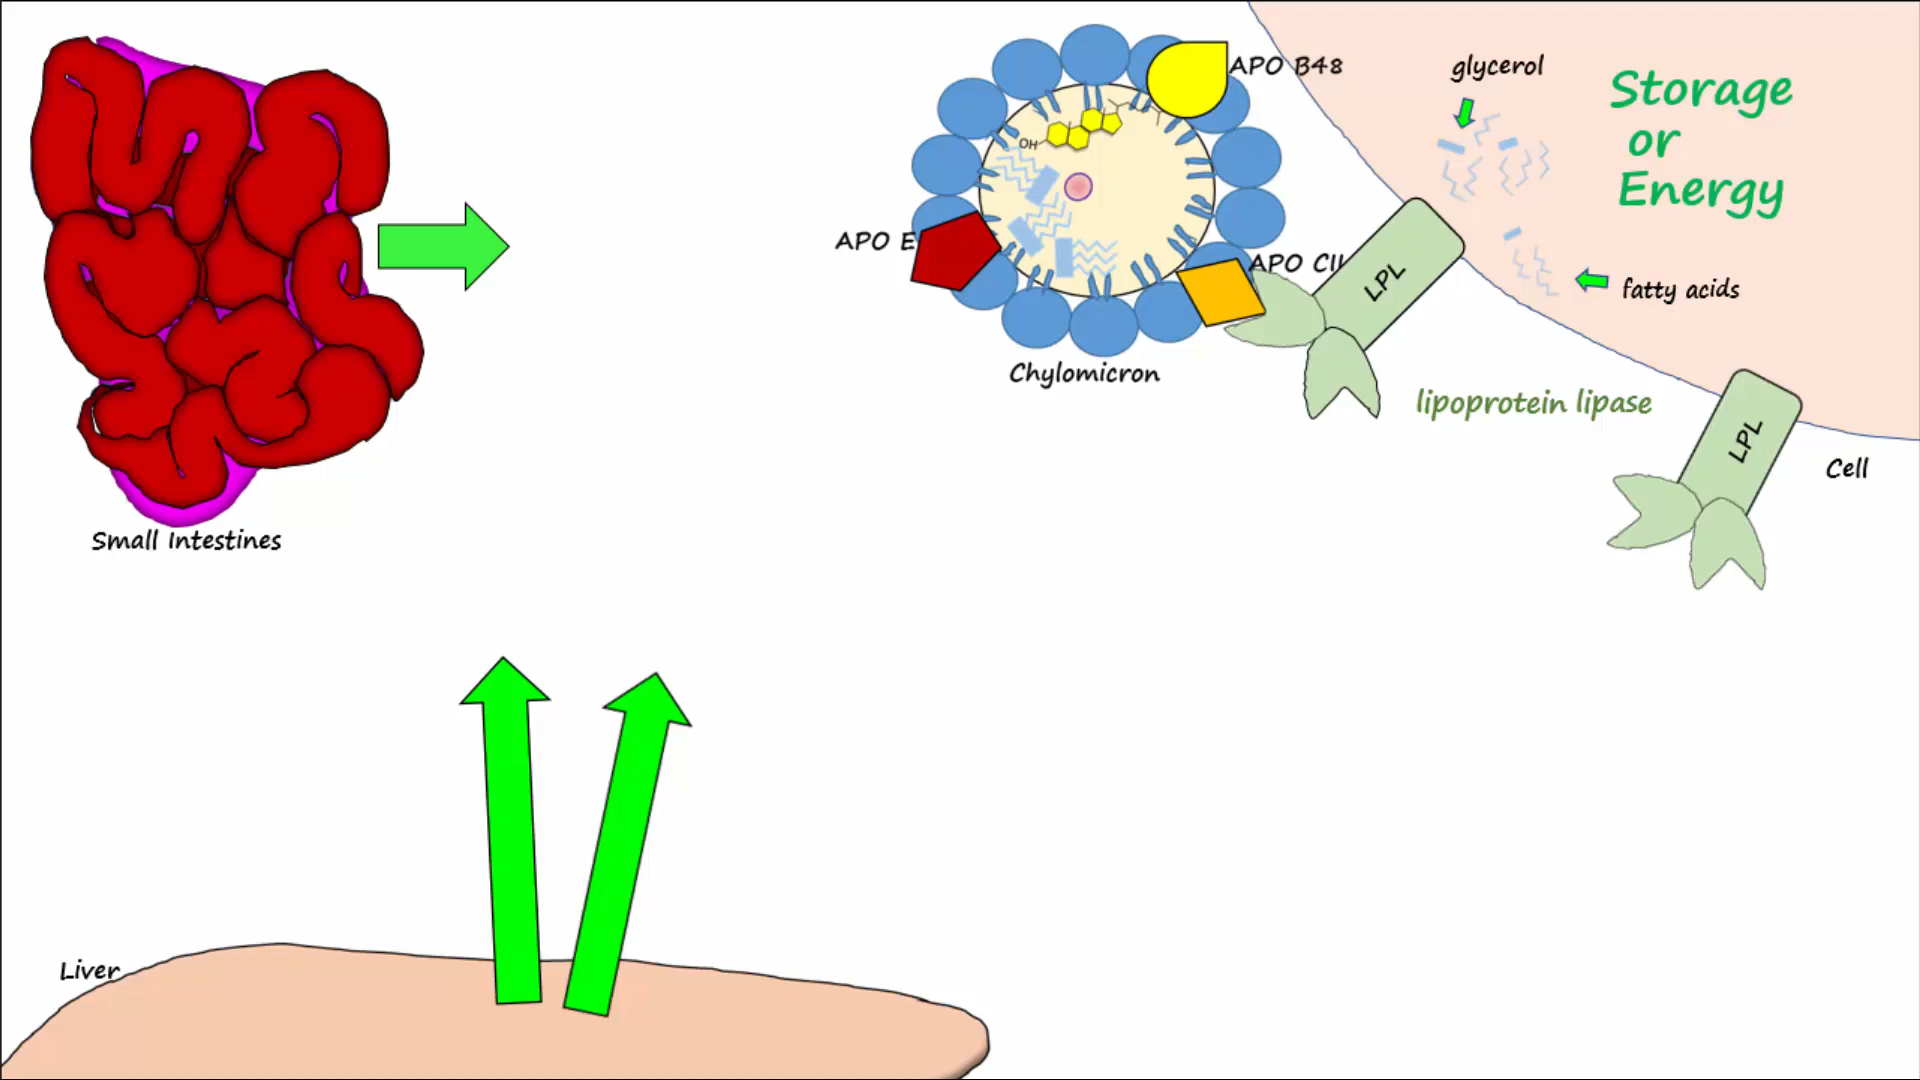 APO B48
glycerol
Storage
or
Energy
OH
APO E
APO CII
LPL
fatty acids
Chylomicron
lipoprotein lipase
LPL
Cell
Small Intestines
Liver